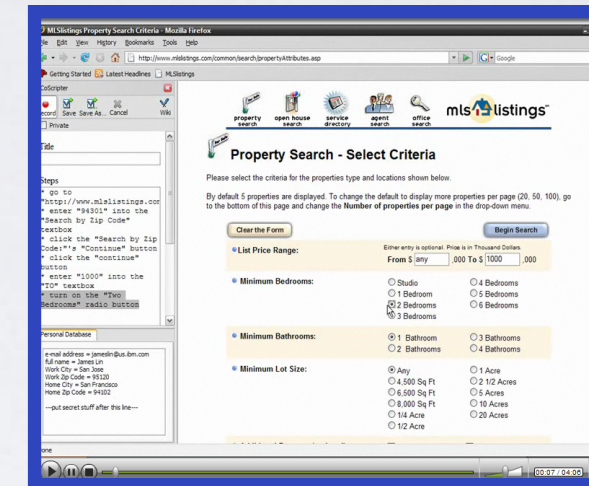 MLSlistings Property Search Criteria - Mozilla Firefox
File Edit View History Bookmarks Tools Help
http://www.mlslistings.com/common/search/propertyAttributes.asp
Google
Getting Started Latest Headlines MLSlistings
CoScripter
Record Save Save As... Cancel Wiki
Private
Title
Steps
* go to
"http://www.mlslistings.com
* enter "94301" into the
"Search by Zip Code"
textbox
* click the "Search by Zip
Code:"'s "Continue" button
* click the "continue"
button
* enter "1000" into the
"TO" textbox
* turn on the "Two
Bedrooms" radio button
Personal Database
e-mail address = jameslin@us.ibm.com
full name = James Lin
Work City = San Jose
Work Zip Code = 95120
Home City = San Francisco
Home Zip Code = 94102
---put secret stuff after this line---
property search
open house search
service directory
agent search
office search
mls listings
Property Search - Select Criteria
Please select the criteria for the properties type and locations shown below.
By default 5 properties are displayed. To change the default to display more properties per page (20, 50, 100), go
to the bottom of this page and change the Number of properties per page in the drop-down menu.
Clear the Form
Begin Search
List Price Range:
Either entry is optional. Price is in Thousand Dollars.
From $ any ,000 To $ 1000 ,000
Minimum Bedrooms:
Studio 4 Bedrooms
1 Bedroom 5 Bedrooms
2 Bedrooms 6 Bedrooms
3 Bedrooms
Minimum Bathrooms:
1 Bathroom 3 Bathrooms
2 Bathrooms 4 Bathrooms
Minimum Lot Size:
Any 1 Acre
4,500 Sq Ft 2 1/2 Acres
6,500 Sq Ft 5 Acres
8,000 Sq Ft 10 Acres
1/4 Acre 20 Acres
1/2 Acre
00:07 / 04:06